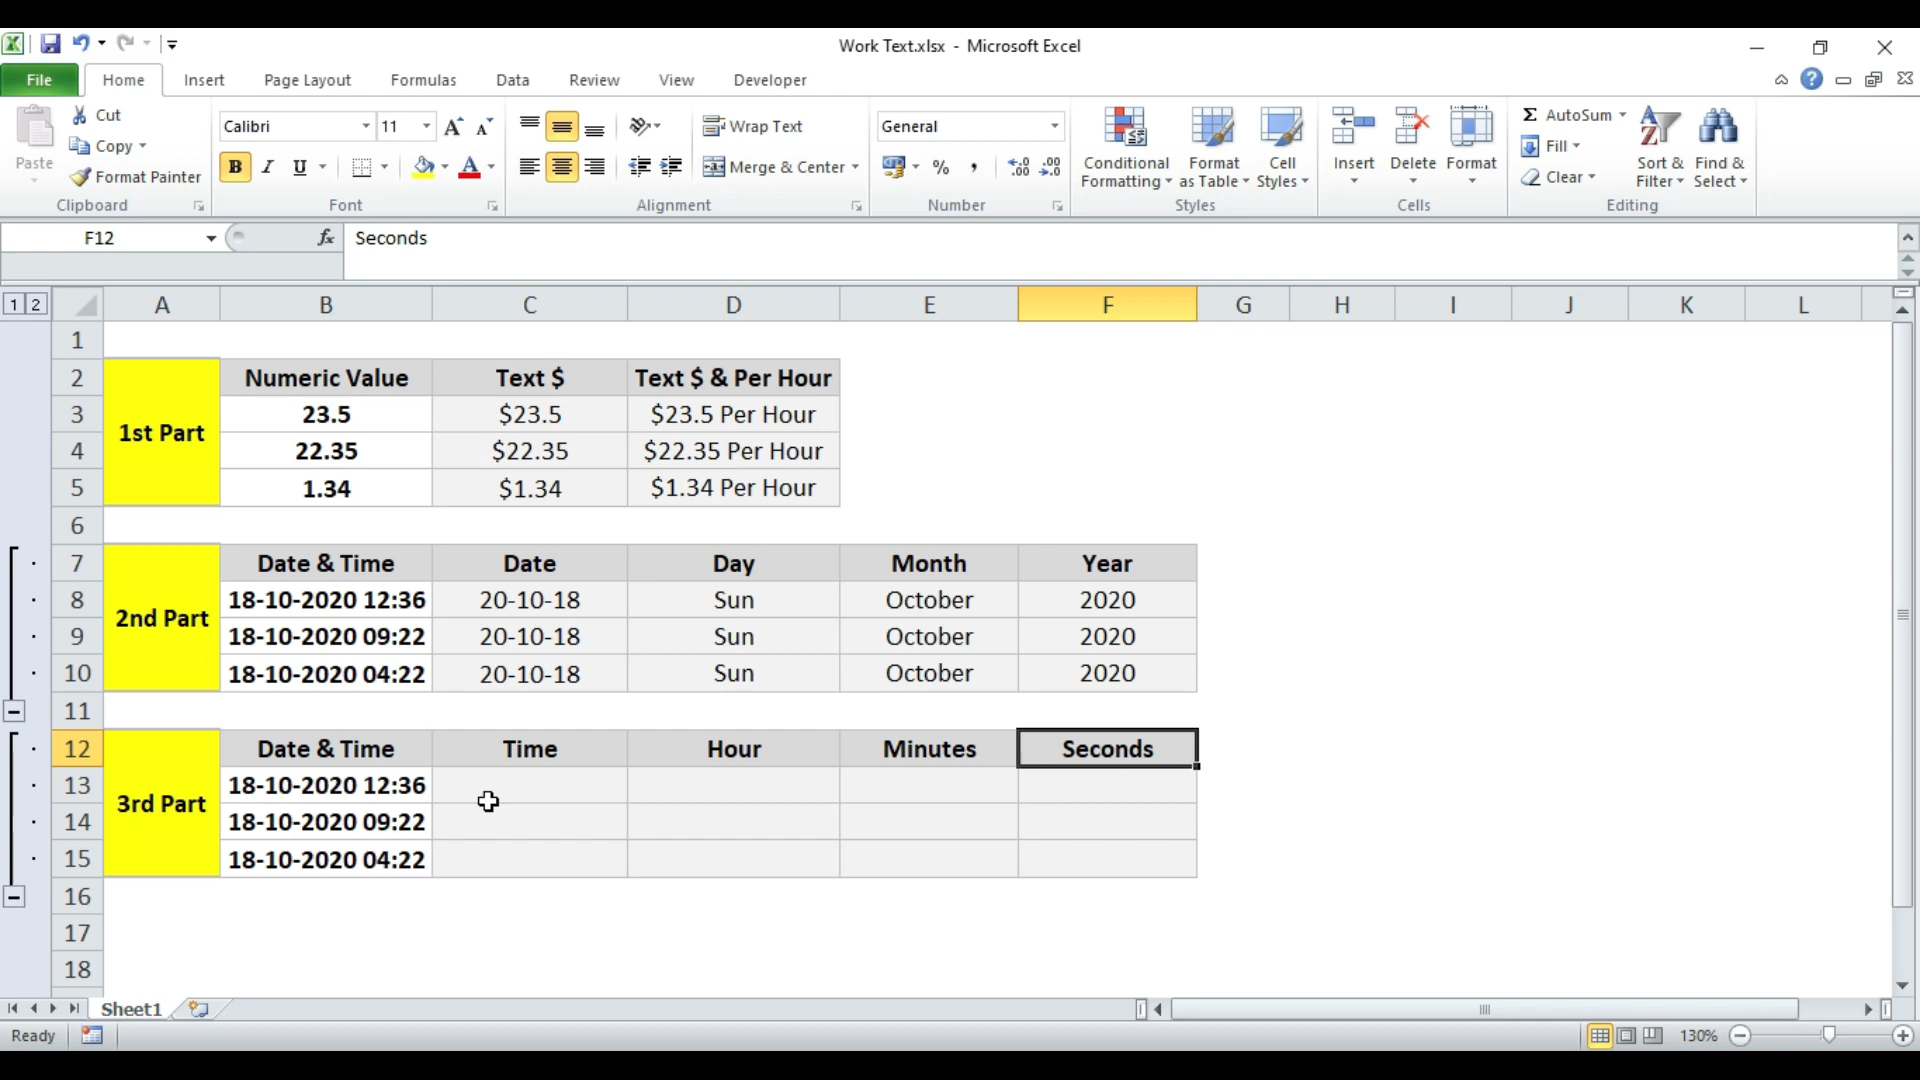 Work Text.xlsx - Microsoft Excel
File Home Insert Page Layout Formulas Data Review View Developer
Paste
Cut
Copy
Format Painter
Clipboard
Calibri 11
B I U
Font
Wrap Text
Merge & Center
Alignment
General
Number
Conditional Formatting
Format as Table
Cell Styles
Styles
Insert
Delete
Format
Cells
AutoSum
Fill
Clear
Sort & Filter
Find & Select
Editing
F12 fx Seconds
1 2 A B C D E F G H I J K L
1
2 Numeric Value Text $ Text $ & Per Hour
3 23.5 $23.5 $23.5 Per Hour
1st Part
4 22.35 $22.35 $22.35 Per Hour
5 1.34 $1.34 $1.34 Per Hour
6
7 Date & Time Date Day Month Year
8 18-10-2020 12:36 20-10-18 Sun October 2020
2nd Part
9 18-10-2020 09:22 20-10-18 Sun October 2020
10 18-10-2020 04:22 20-10-18 Sun October 2020
11
12 Date & Time Time Hour Minutes Seconds
13 18-10-2020 12:36
3rd Part
14 18-10-2020 09:22
15 18-10-2020 04:22
16
17
18
Sheet1
Ready 130%